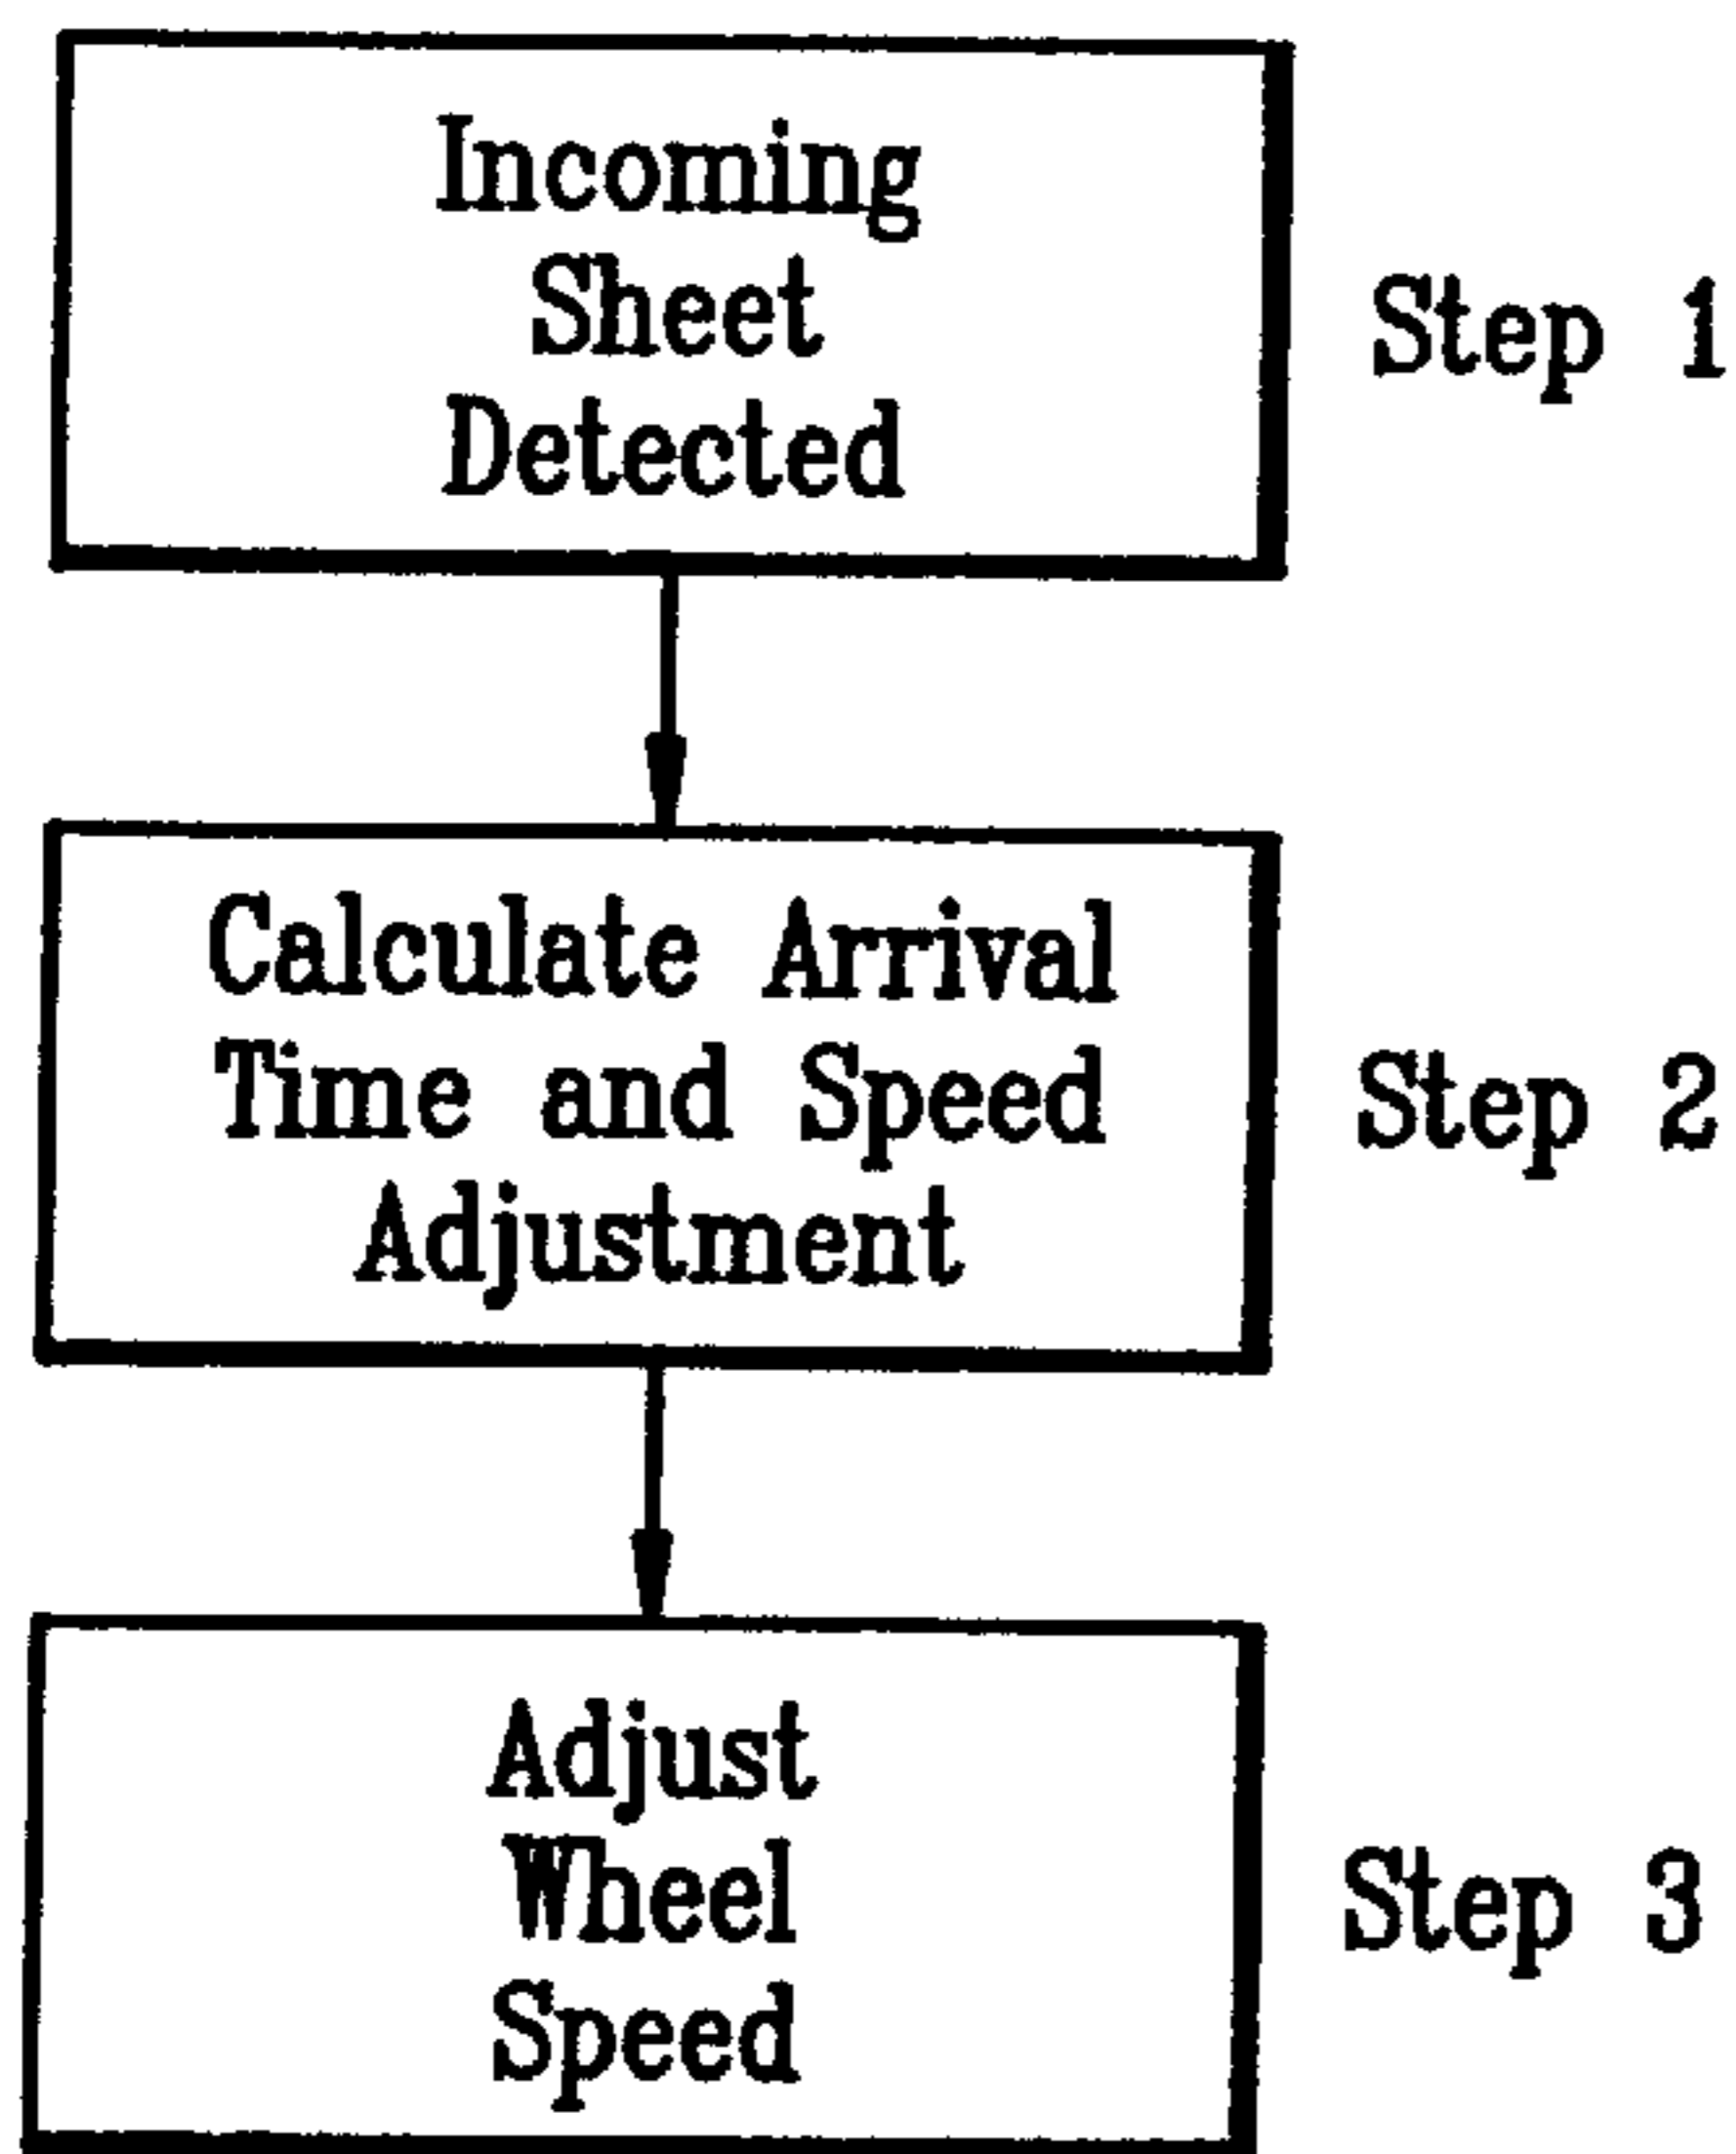 Incoming
Sheet
Detected
Step 1
Calculate Arrival
Time and Speed
Adjustment
Step 2
Adjust
Wheel
Speed
Step 3